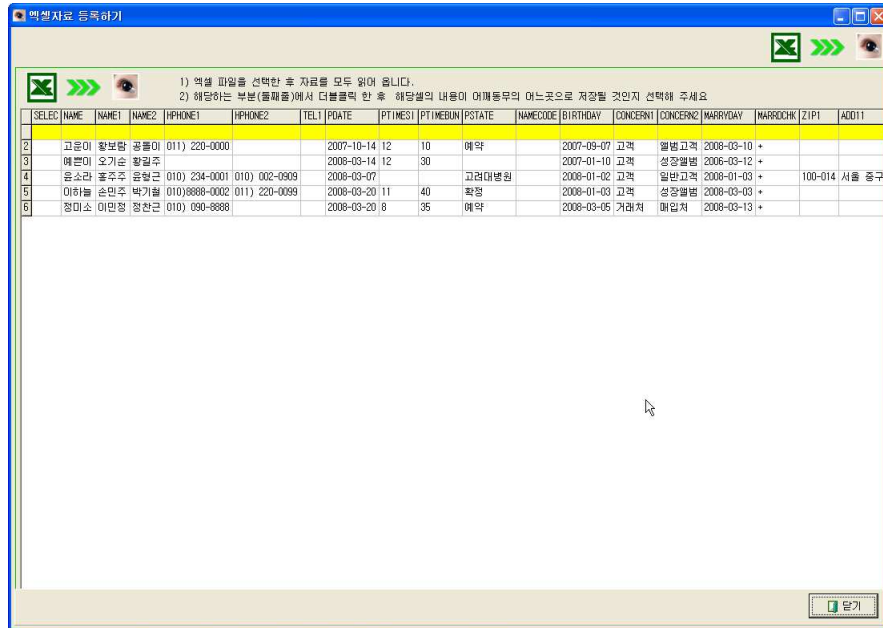 엑셀자료 등록하기
1) 엑셀 파일을 선택한 후 자료를 모두 읽어 옵니다.
2) 해당하는 부분(둘째줄)에서 더블클릭 한 후 해당셀의 내용이 어깨동무의 어느곳으로 저장될 것인지 선택해 주세요
SELEC NAME NAME1 NAME2 HPHONE1 HPHONE2 TEL1 PDATE PTIMESI PTIMEBUN PSTATE NAMECODE BIRTHDAY CONCERN1 CONCERN2 MARRYDAY MARRDCHK ZIP1 ADD11
2 고운이 황보람 공돌이 011) 220-0000 2007-10-14 12 10 예약 2007-09-07 고객 앨범고객 2008-03-10 +
3 예쁜이 오기순 황길주 2008-03-14 12 30 2007-01-10 고객 성장앨범 2006-03-12 +
4 윤소라 홍주주 윤형근 010) 234-0001 010) 002-0909 2008-03-07 고려대병원 2008-01-02 고객 일반고객 2008-01-03 + 100-014 서울 중구
5 이하늘 손민주 박기철 010)8888-0002 011) 220-0099 2008-03-20 11 40 확정 2008-01-03 고객 성장앨범 2008-03-03 +
6 정미소 이민정 정찬근 010) 090-8888 2008-03-20 8 35 예약 2008-03-05 거래처 매입처 2008-03-13 +
닫기